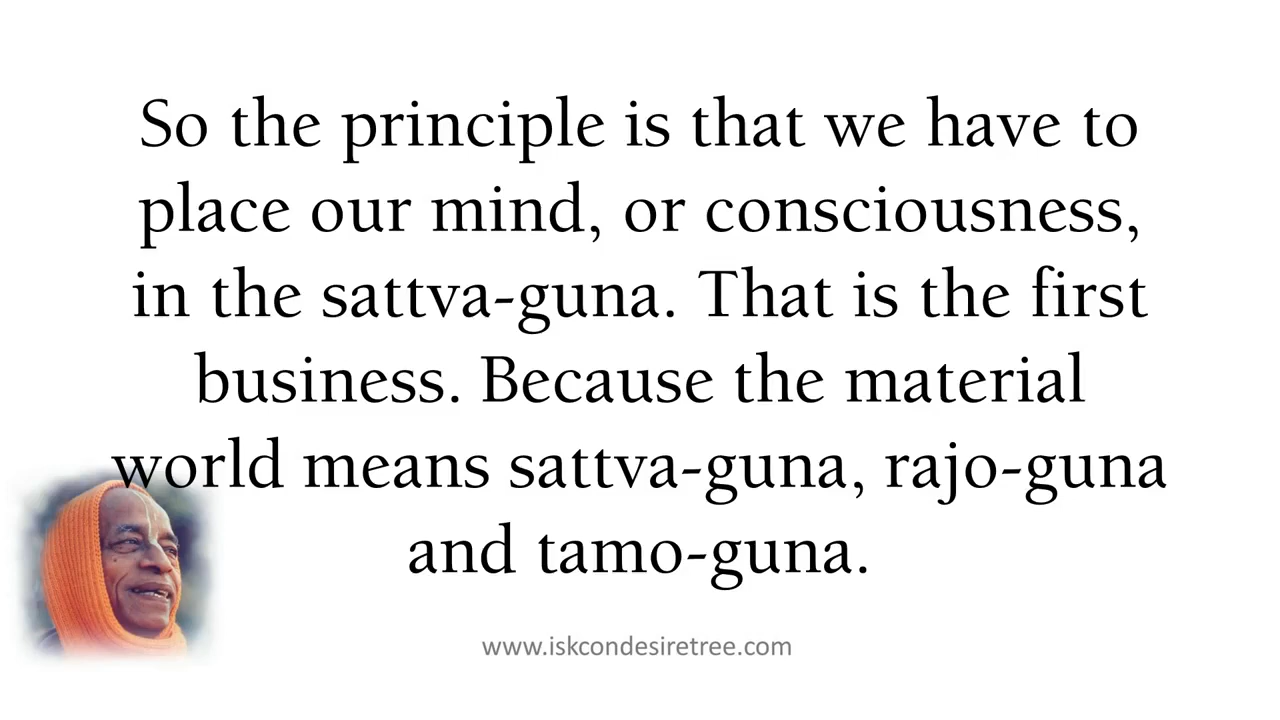 So the principle is that we have to
place our mind, or consciousness,
in the sattva-guna. That is the first
business. Because the material
world means sattva-guna, rajo-guna
and tamo-guna.
www.iskcondesiretree.com